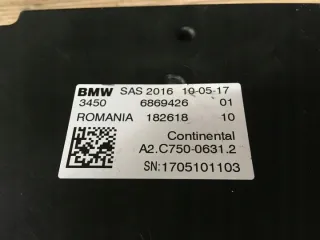 BMW SAS 2016 10-05-17
3450 6869426 01
ROMANIA 182618 10
Continental
A2.C750-0631.2
SN:1705101103